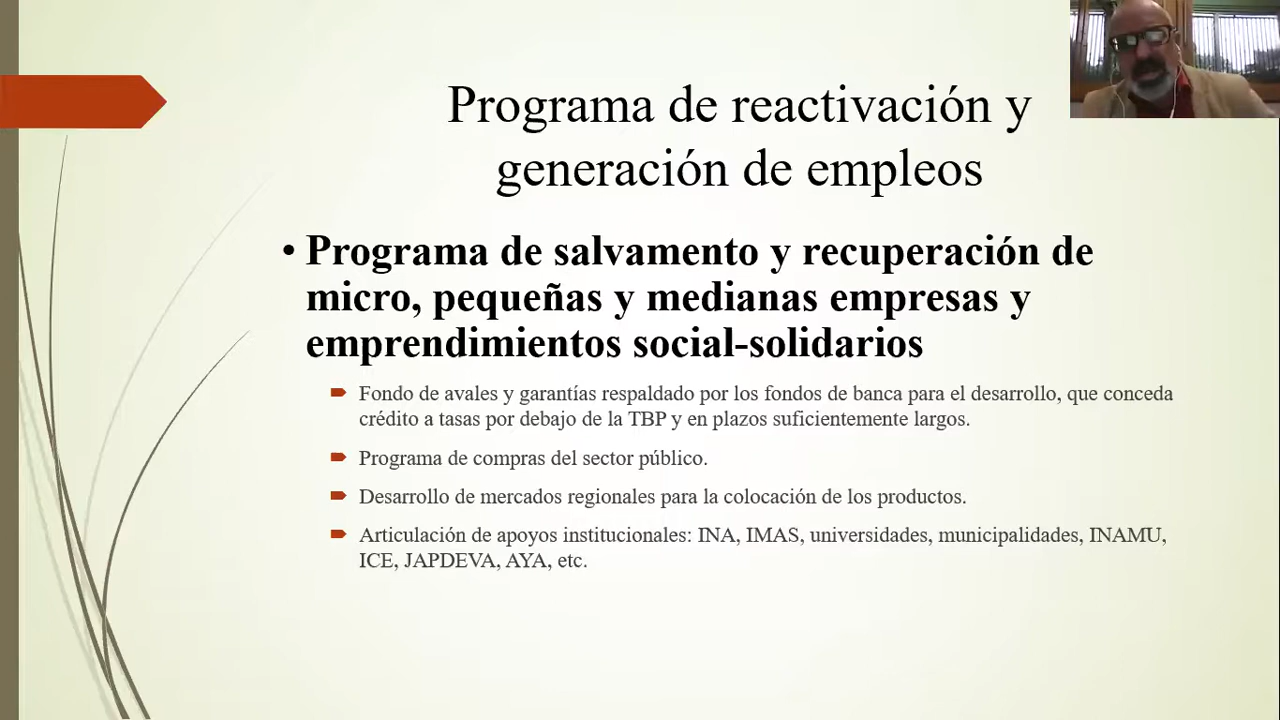 Programa de reactivación y
generación de empleos
• Programa de salvamento y recuperación de
micro, pequeñas y medianas empresas y
emprendimientos social-solidarios
Fondo de avales y garantías respaldado por los fondos de banca para el desarrollo, que conceda
crédito a tasas por debajo de la TBP y en plazos suficientemente largos.
Programa de compras del sector público.
Desarrollo de mercados regionales para la colocación de los productos.
Articulación de apoyos institucionales: INA, IMAS, universidades, municipalidades, INAMU,
ICE, JAPDEVA, AYA, etc.